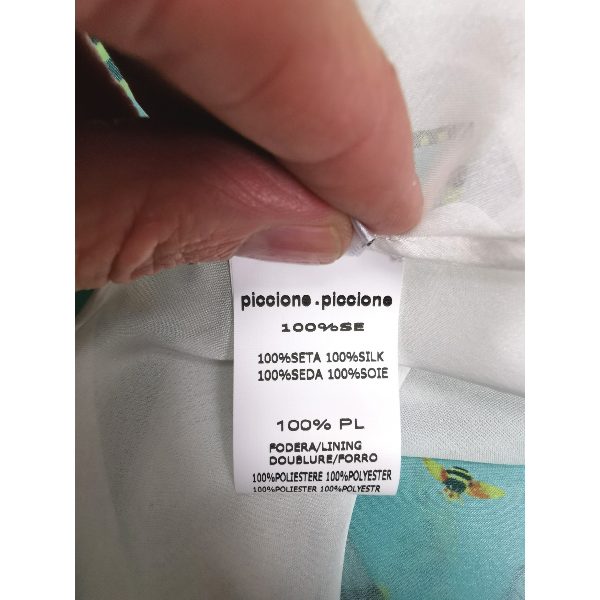 piccione.piccione
100%SE
100%SETA 100%SILK
100%SEDA 100%SOIE
100% PL
FODERA/LINING
DOUBLURE/FORRO
100%POLIESTERE 100%POLYESTER
100%POLIESTER 100%POLYESTR